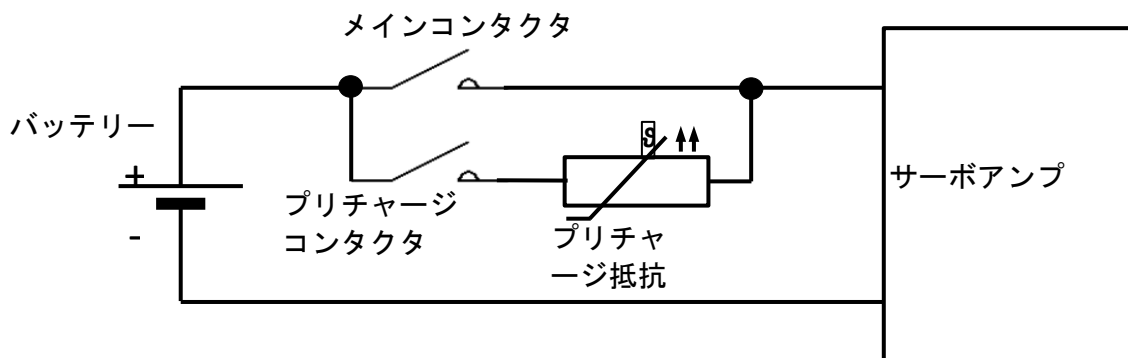 メインコンタクタ
バッテリー
+
-
ϑ
プリチャージ
コンタクタ
プリチャ
ージ抵抗
サーボアンプ